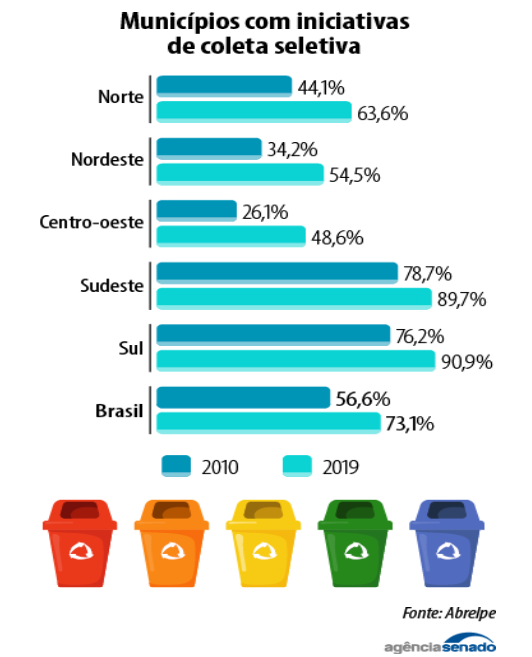 Municípios com iniciativas
de coleta seletiva
Norte
44,1%
63,6%
Nordeste
34,2%
54,5%
Centro-oeste
26,1%
48,6%
Sudeste
78,7%
89,7%
Sul
76,2%
90,9%
Brasil
56,6%
73,1%
2010 2019
Fonte: Abrelpe
agênciasenado